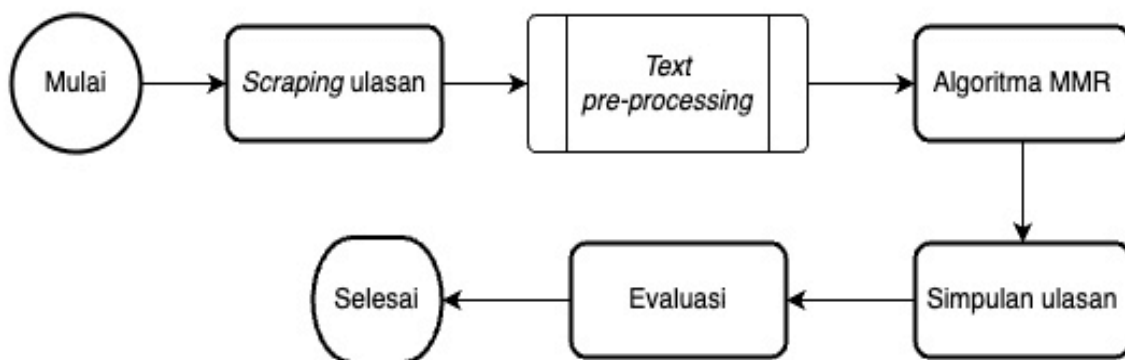 Mulai
Scraping ulasan
Text
pre-processing
Algoritma MMR
Simpulan ulasan
Evaluasi
Selesai